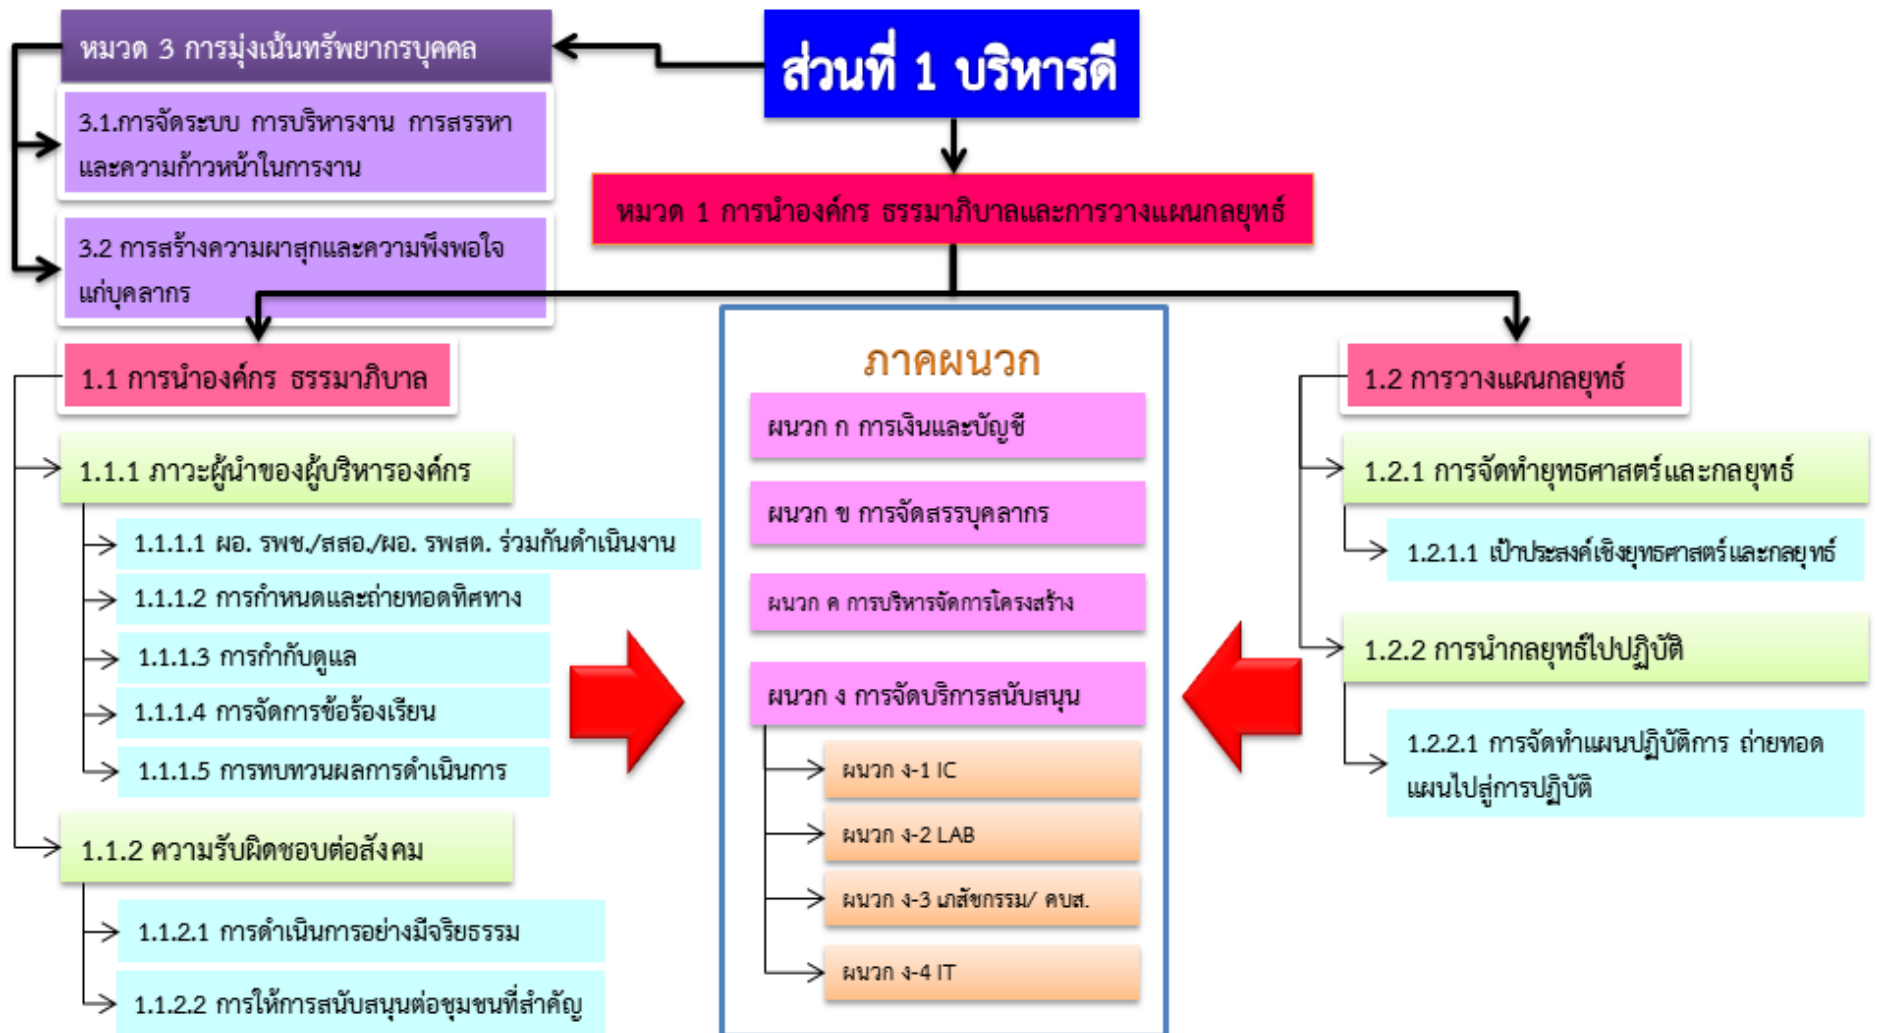 ส่วนที่ 1 บริหารดี
หมวด 3 การมุ่งเน้นทรัพยากรบุคคล
3.1.การจัดระบบ การบริหารงาน การสรรหา
และความก้าวหน้าในการงาน
3.2 การสร้างความผาสุกและความพึงพอใจ
แก่บุคลากร
หมวด 1 การนำองค์กร ธรรมาภิบาลและการวางแผนกลยุทธ์
1.1 การนำองค์กร ธรรมาภิบาล
1.1.1 ภาวะผู้นำของผู้บริหารองค์กร
1.1.1.1 ผอ. รพช./สสอ./ผอ. รพสต. ร่วมกันดำเนินงาน
1.1.1.2 การกำหนดและถ่ายทอดทิศทาง
1.1.1.3 การกำกับดูแล
1.1.1.4 การจัดการข้อร้องเรียน
1.1.1.5 การทบทวนผลการดำเนินการ
1.1.2 ความรับผิดชอบต่อสังคม
1.1.2.1 การดำเนินการอย่างมีจริยธรรม
1.1.2.2 การให้การสนับสนุนต่อชุมชนที่สำคัญ
ภาคผนวก
ผนวก ก การเงินและบัญชี
ผนวก ข การจัดสรรบุคลากร
ผนวก ค การบริหารจัดการโครงสร้าง
ผนวก ง การจัดบริการสนับสนุน
ผนวก ง-1 IC
ผนวก ง-2 LAB
ผนวก ง-3 เภสัชกรรม/ คบส.
ผนวก ง-4 IT
1.2 การวางแผนกลยุทธ์
1.2.1 การจัดทำยุทธศาสตร์และกลยุทธ์
1.2.1.1 เป้าประสงค์เชิงยุทธศาสตร์และกลยุทธ์
1.2.2 การนำกลยุทธ์ไปปฏิบัติ
1.2.2.1 การจัดทำแผนปฏิบัติการ ถ่ายทอด
แผนไปสู่การปฏิบัติ